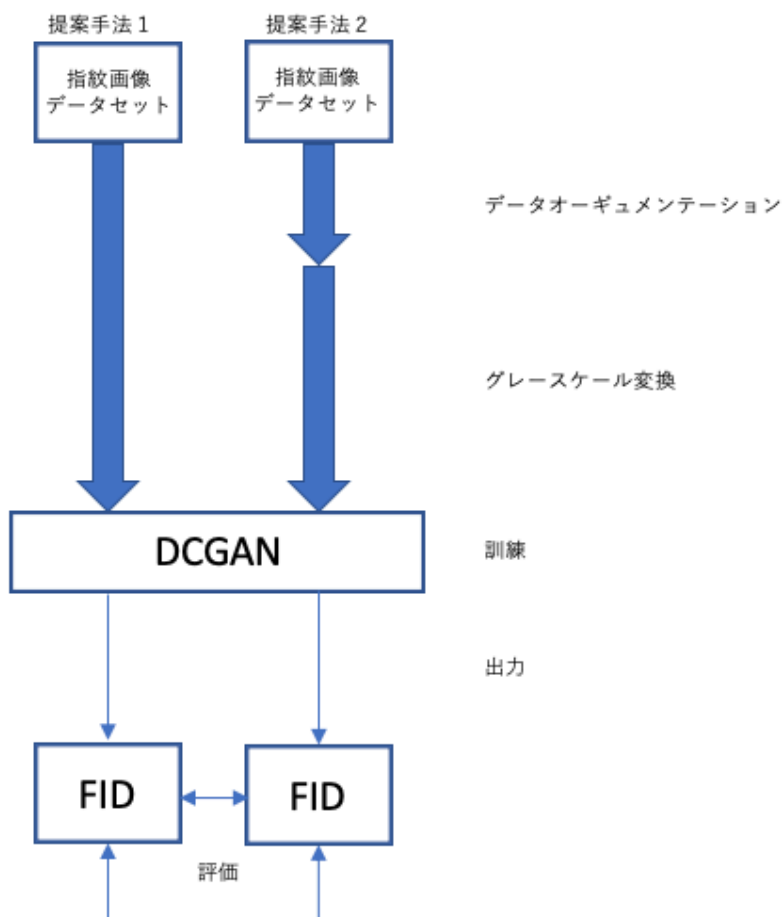 提案手法1
提案手法2
指紋画像
データセット
指紋画像
データセット
データオーギュメンテーション
グレースケール変換
DCGAN
訓練
出力
FID
FID
評価